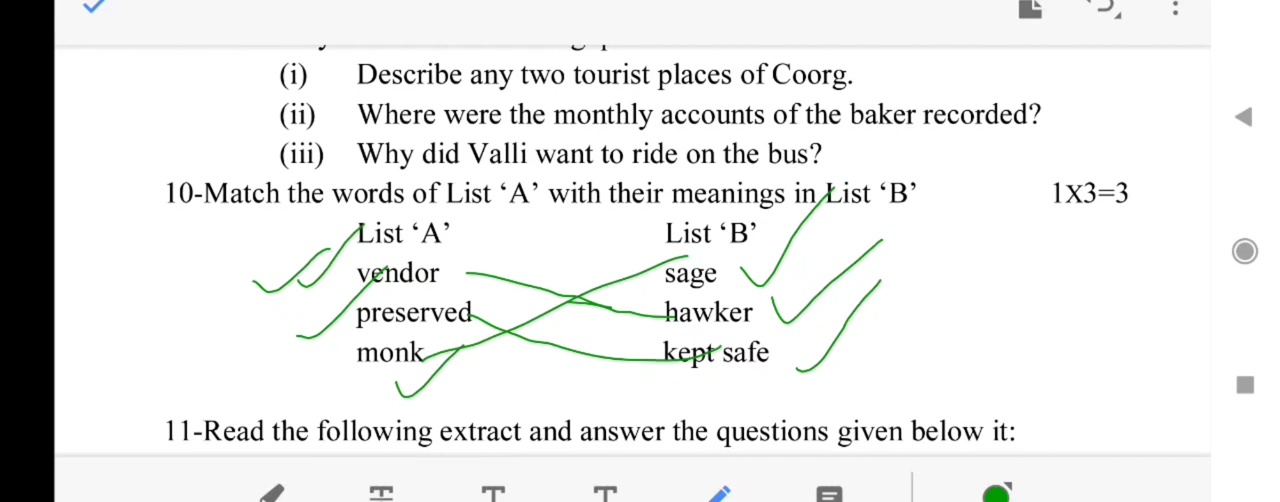 (i) Describe any two tourist places of Coorg.
(ii) Where were the monthly accounts of the baker recorded?
(iii) Why did Valli want to ride on the bus?
10-Match the words of List ‘A’ with their meanings in List ‘B’ 1X3=3
List ‘A’ List ‘B’
vendor sage
preserved hawker
monk kept safe
11-Read the following extract and answer the questions given below it: